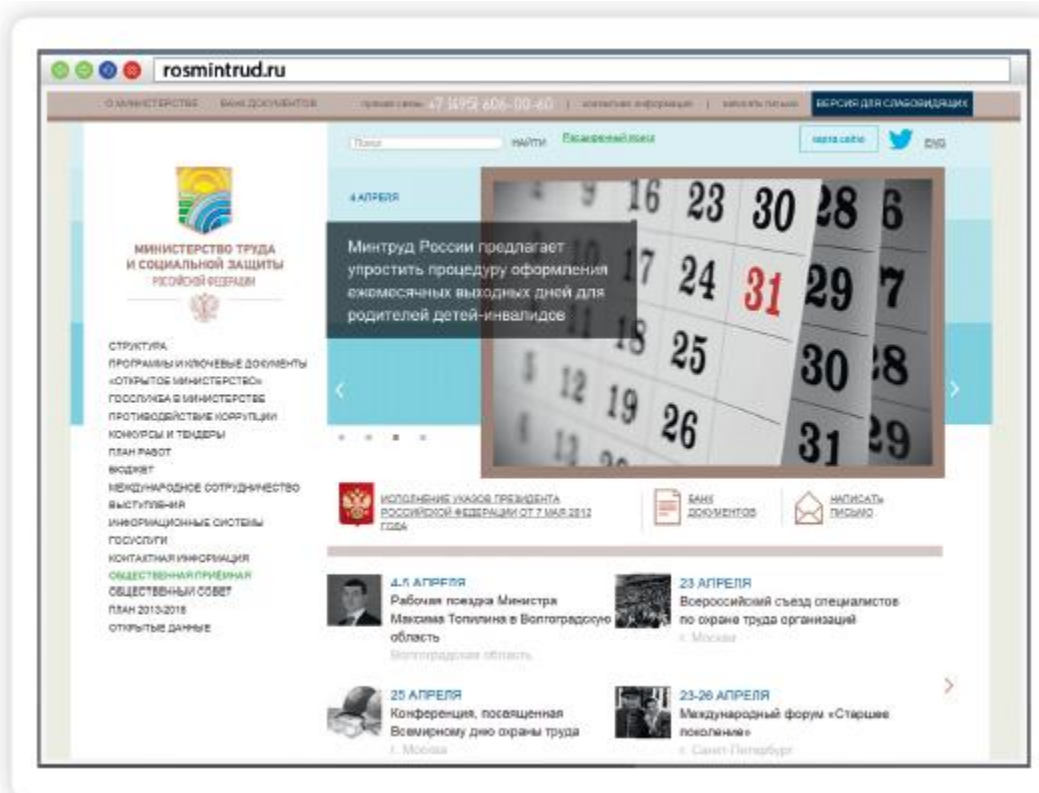 rosmintrud.ru
О МИНИСТЕРСТВЕ БАНК ДОКУМЕНТОВ +7 (495) 606-00-60 | контактная информация | написать письмо ВЕРСИЯ ДЛЯ СЛАБОВИДЯЩИХ
Поиск НАЙТИ Расширенный поиск карта сайта ENG
МИНИСТЕРСТВО ТРУДА
И СОЦИАЛЬНОЙ ЗАЩИТЫ
РОССИЙСКОЙ ФЕДЕРАЦИИ
СТРУКТУРА
ПРОГРАММЫ И КЛЮЧЕВЫЕ ДОКУМЕНТЫ
«ОТКРЫТОЕ МИНИСТЕРСТВО»
ГОССЛУЖБА В МИНИСТЕРСТВЕ
ПРОТИВОДЕЙСТВИЕ КОРРУПЦИИ
КОНКУРСЫ И ТЕНДЕРЫ
ПЛАН РАБОТ
БЮДЖЕТ
МЕЖДУНАРОДНОЕ СОТРУДНИЧЕСТВО
ВЫСТУПЛЕНИЯ
ИНФОРМАЦИОННЫЕ СИСТЕМЫ
ГОСУСЛУГИ
КОНТАКТНАЯ ИНФОРМАЦИЯ
ОБЩЕСТВЕННАЯ ПРИЁМНАЯ
ОБЩЕСТВЕННЫЙ СОВЕТ
ПЛАН 2013-2018
ОТКРЫТЫЕ ДАННЫЕ
4 АПРЕЛЯ
Минтруд России предлагает
упростить процедуру оформления
ежемесячных выходных дней для
родителей детей-инвалидов
9 16 23 30 28 6
17 24 31 29 7
11 18 25 30 8
5 12 19 26 31 29
13
ИСПОЛНЕНИЕ УКАЗОВ ПРЕЗИДЕНТА
РОССИЙСКОЙ ФЕДЕРАЦИИ ОТ 7 МАЯ 2012
ГОДА
БАНК
ДОКУМЕНТОВ
НАПИСАТЬ
ПИСЬМО
4-5 АПРЕЛЯ
Рабочая поездка Министра
Максима Топилина в Волгоградскую
область
Волгоградская область
23 АПРЕЛЯ
Всероссийский съезд специалистов
по охране труда организаций
г. Москва
25 АПРЕЛЯ
Конференция, посвященная
Всемирному дню охраны труда
г. Москва
23-26 АПРЕЛЯ
Международный форум «Старшее
поколение»
г. Санкт-Петербург